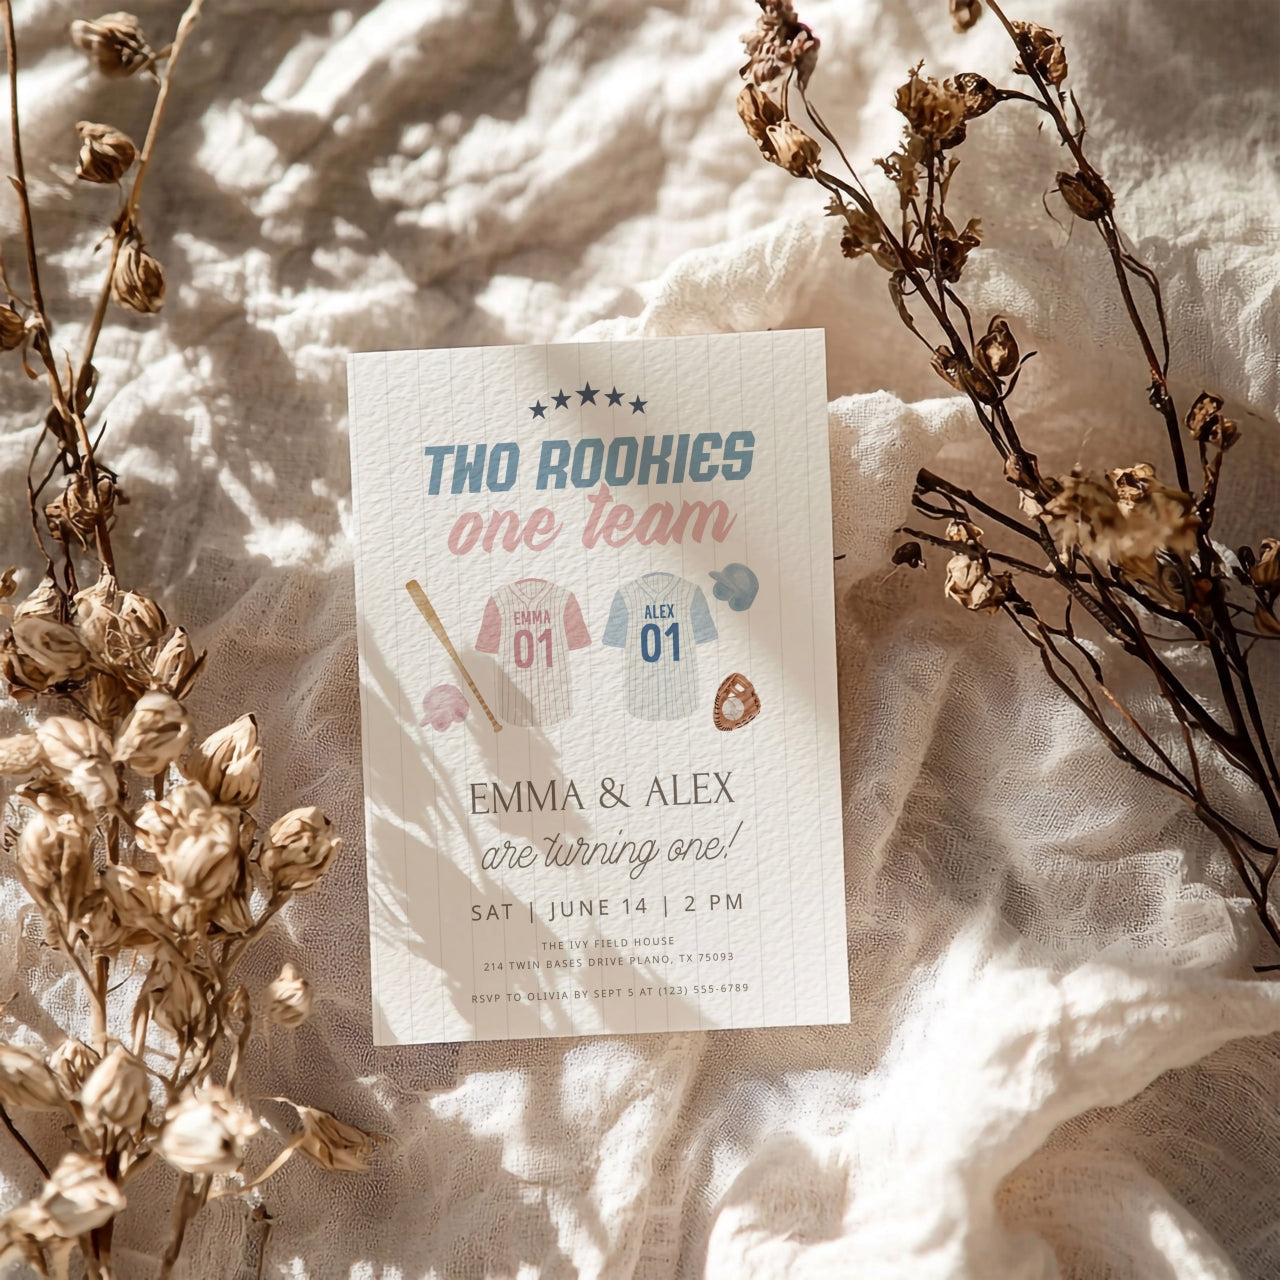 TWO ROOKIES
one team
EMMA
01
ALEX
01
EMMA & ALEX
are turning one!
SAT | JUNE 14 | 2 PM
THE IVY FIELD HOUSE
214 TWIN BASES DRIVE PLANO, TX 75093
RSVP TO OLIVIA BY SEPT 5 AT (123) 555-6789